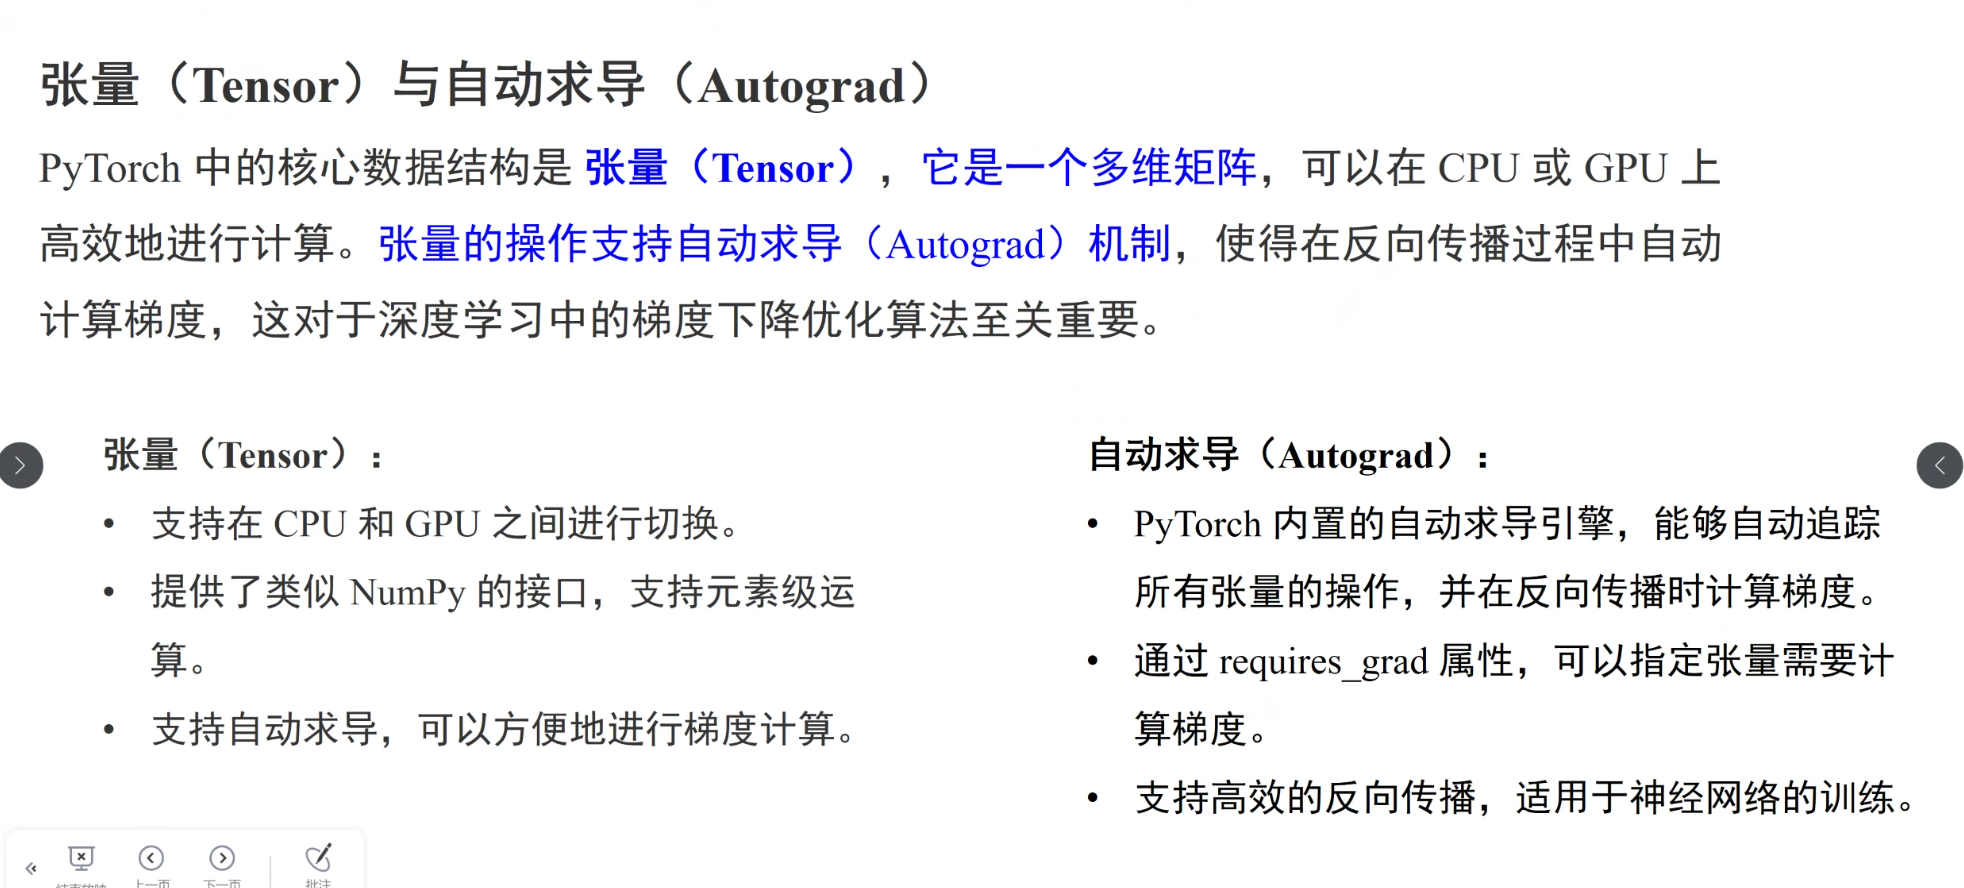 张量（Tensor）与自动求导（Autograd）
PyTorch 中的核心数据结构是 张量（Tensor），它是一个多维矩阵，可以在 CPU 或 GPU 上
高效地进行计算。张量的操作支持自动求导（Autograd）机制，使得在反向传播过程中自动
计算梯度，这对于深度学习中的梯度下降优化算法至关重要。
张量（Tensor）:
• 支持在 CPU 和 GPU 之间进行切换。
• 提供了类似 NumPy 的接口，支持元素级运
算。
• 支持自动求导，可以方便地进行梯度计算。
自动求导（Autograd）:
• PyTorch 内置的自动求导引擎，能够自动追踪
所有张量的操作，并在反向传播时计算梯度。
• 通过 requires_grad 属性，可以指定张量需要计
算梯度。
• 支持高效的反向传播，适用于神经网络的训练。
上一页
下一页
批注